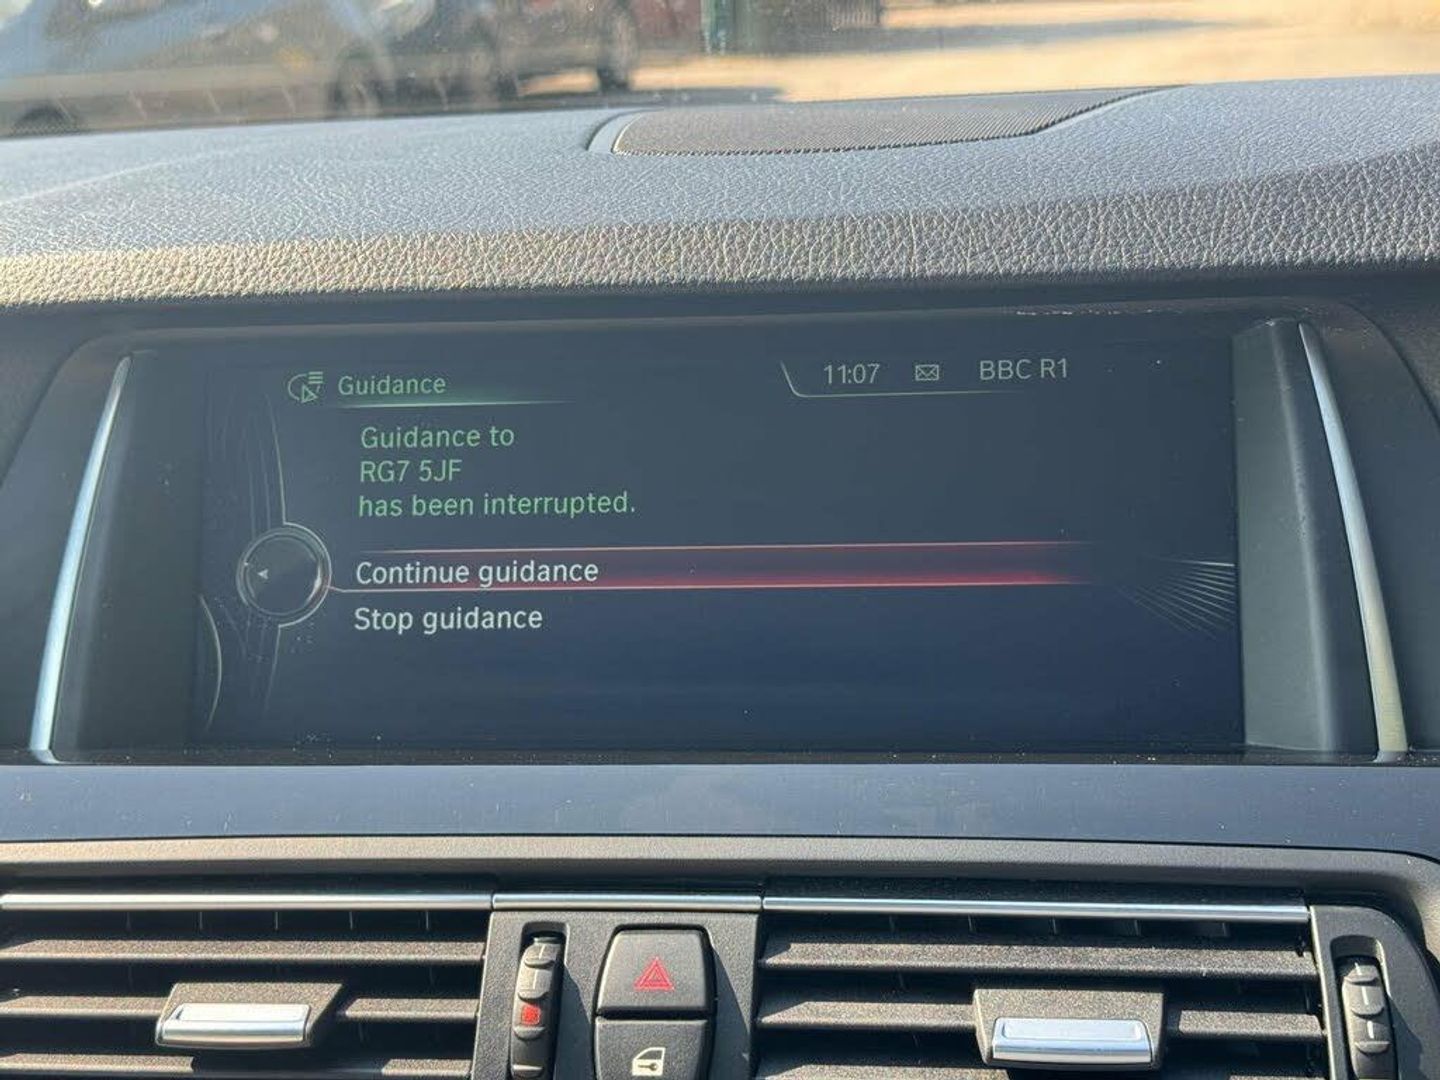 Guidance
11:07 BBC R1
Guidance to
RG7 5JF
has been interrupted.
Continue guidance
Stop guidance